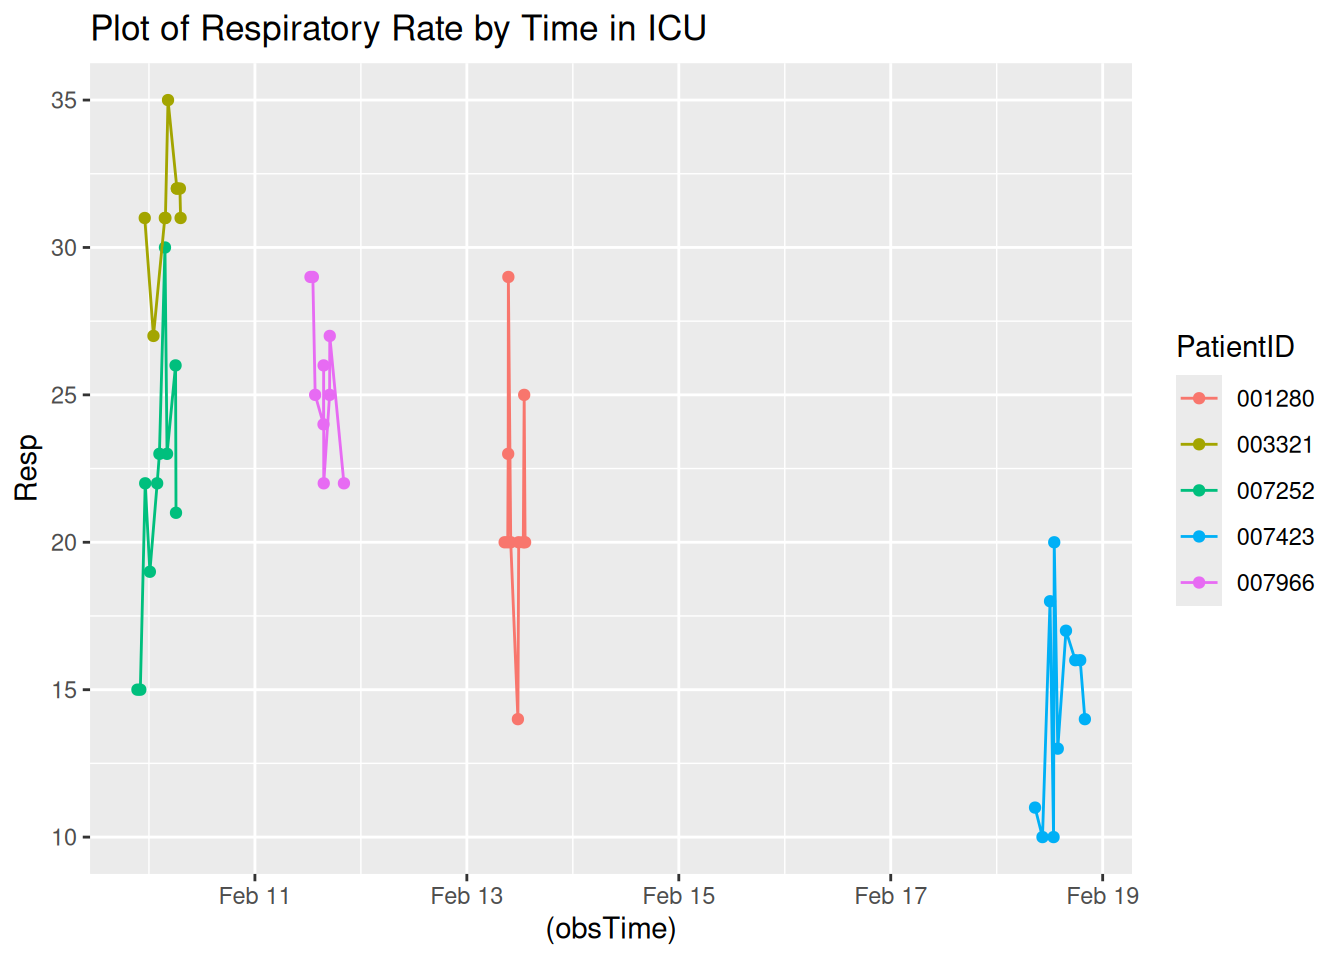 Plot of Respiratory Rate by Time in ICU
35
30
25
20
15
10
Resp
Feb 11
Feb 13
Feb 15
Feb 17
Feb 19
(obsTime)
PatientID
001280
003321
007252
007423
007966